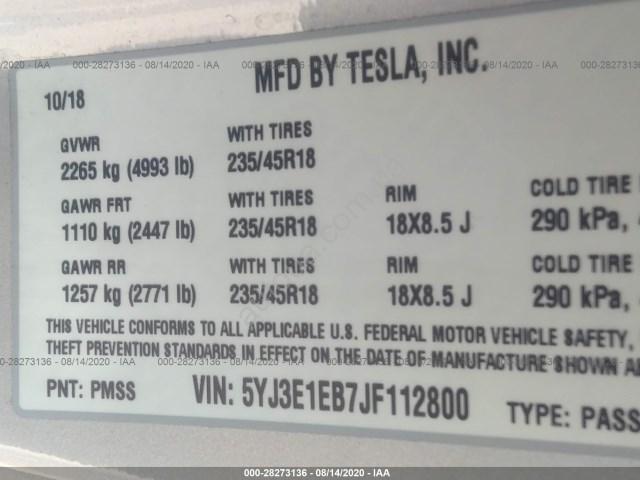 MFD BY TESLA, INC.
10/18
GVWR
2265 kg (4993 lb)
WITH TIRES
235/45R18
GAWR FRT
1110 kg (2447 lb)
WITH TIRES
235/45R18
RIM
18X8.5 J
COLD TIRE
290 kPa,
GAWR RR
1257 kg (2771 lb)
WITH TIRES
235/45R18
RIM
18X8.5 J
COLD TIRE
290 kPa,
THIS VEHICLE CONFORMS TO ALL APPLICABLE U.S. FEDERAL MOTOR VEHICLE SAFETY,
THEFT PREVENTION STANDARDS IN EFFECT ON THE DATE OF MANUFACTURE SHOWN
PNT: PMSS
VIN: 5YJ3E1EB7JF112800
TYPE: PASS
000-28273136 - 08/14/2020 - IAA